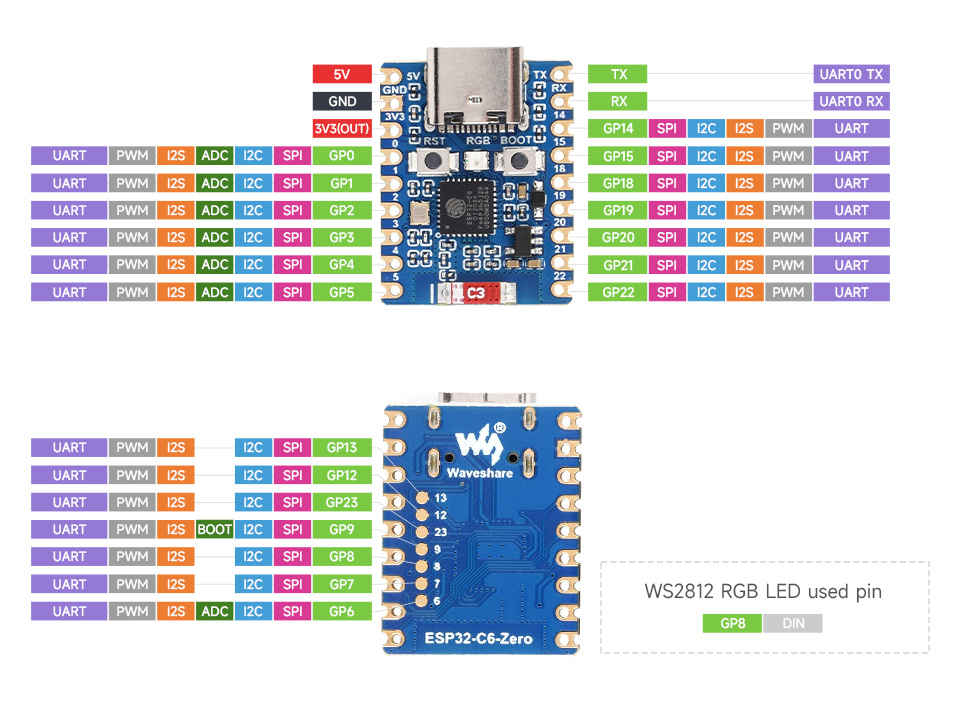 5V TX UART0 TX
GND RX UART0 RX
3V3(OUT) GP14 SPI I2C I2S PWM UART
UART PWM I2S ADC I2C SPI GP0 GP15 SPI I2C I2S PWM UART
UART PWM I2S ADC I2C SPI GP1 GP18 SPI I2C I2S PWM UART
UART PWM I2S ADC I2C SPI GP2 GP19 SPI I2C I2S PWM UART
UART PWM I2S ADC I2C SPI GP3 GP20 SPI I2C I2S PWM UART
UART PWM I2S ADC I2C SPI GP4 GP21 SPI I2C I2S PWM UART
UART PWM I2S ADC I2C SPI GP5 GP22 SPI I2C I2S PWM UART
5V TX
GND RX
3V3 14
RST RGB BOOT
0 15
1 18
2 19
3 20
4 21
5 22
C3
UART PWM I2S I2C SPI GP13
UART PWM I2S I2C SPI GP12
UART PWM I2S I2C SPI GP23
UART PWM I2S BOOT I2C SPI GP9
UART PWM I2S I2C SPI GP8
UART PWM I2S I2C SPI GP7
UART PWM I2S ADC I2C SPI GP6
®
Waveshare
13
12
23
9
8
7
6
ESP32-C6-Zero
WS2812 RGB LED used pin
GP8 DIN